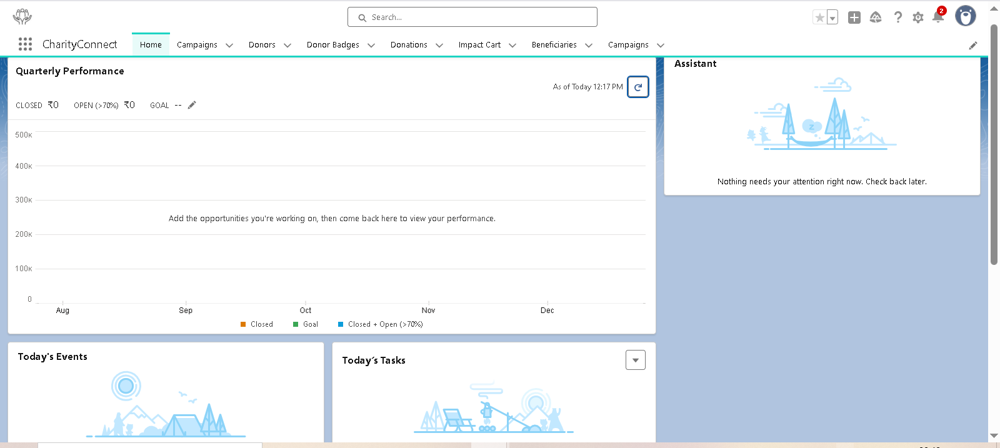 Search...
2
CharityConnect Home Campaigns Donors Donor Badges Donations Impact Cart Beneficiaries Campaigns
Quarterly Performance
As of Today 12:17 PM
CLOSED ₹0 OPEN (>70%) ₹0 GOAL --
500K
400K
300K
200K
100K
0
Add the opportunities you're working on, then come back here to view your performance.
Aug Sep Oct Nov Dec
Closed Goal Closed + Open (>70%)
Assistant
z
Nothing needs your attention right now. Check back later.
Today's Events
Today´s Tasks